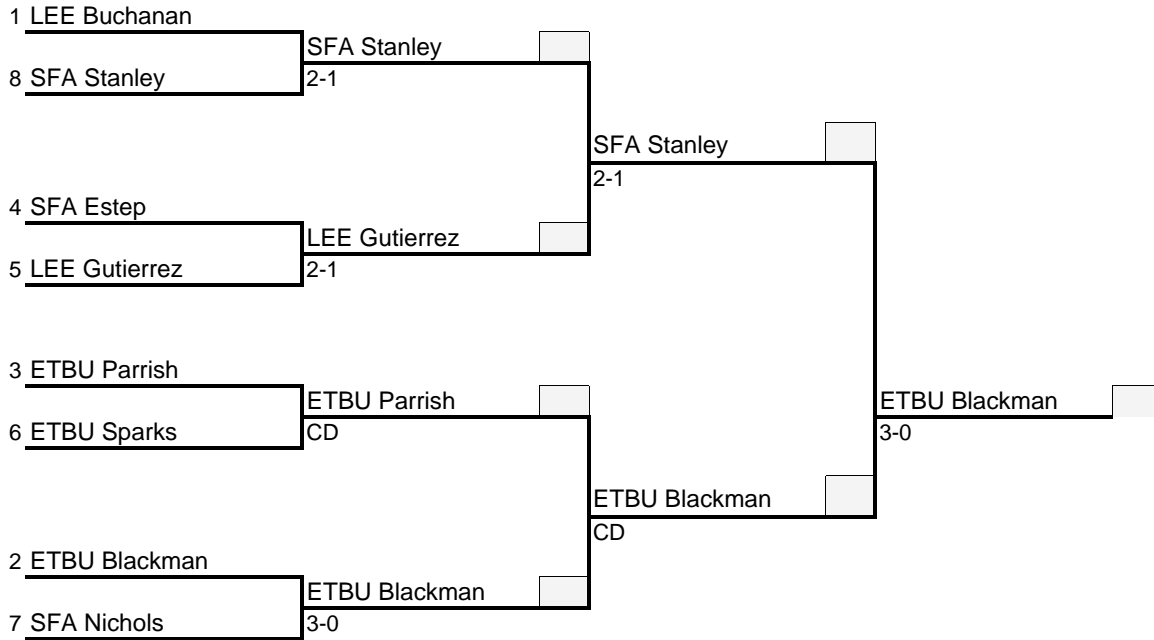 1 LEE Buchanan
SFA Stanley
8 SFA Stanley
2-1
SFA Stanley
2-1
4 SFA Estep
LEE Gutierrez
5 LEE Gutierrez
2-1
3 ETBU Parrish
ETBU Parrish
ETBU Blackman
6 ETBU Sparks
CD
3-0
ETBU Blackman
CD
2 ETBU Blackman
ETBU Blackman
7 SFA Nichols
3-0